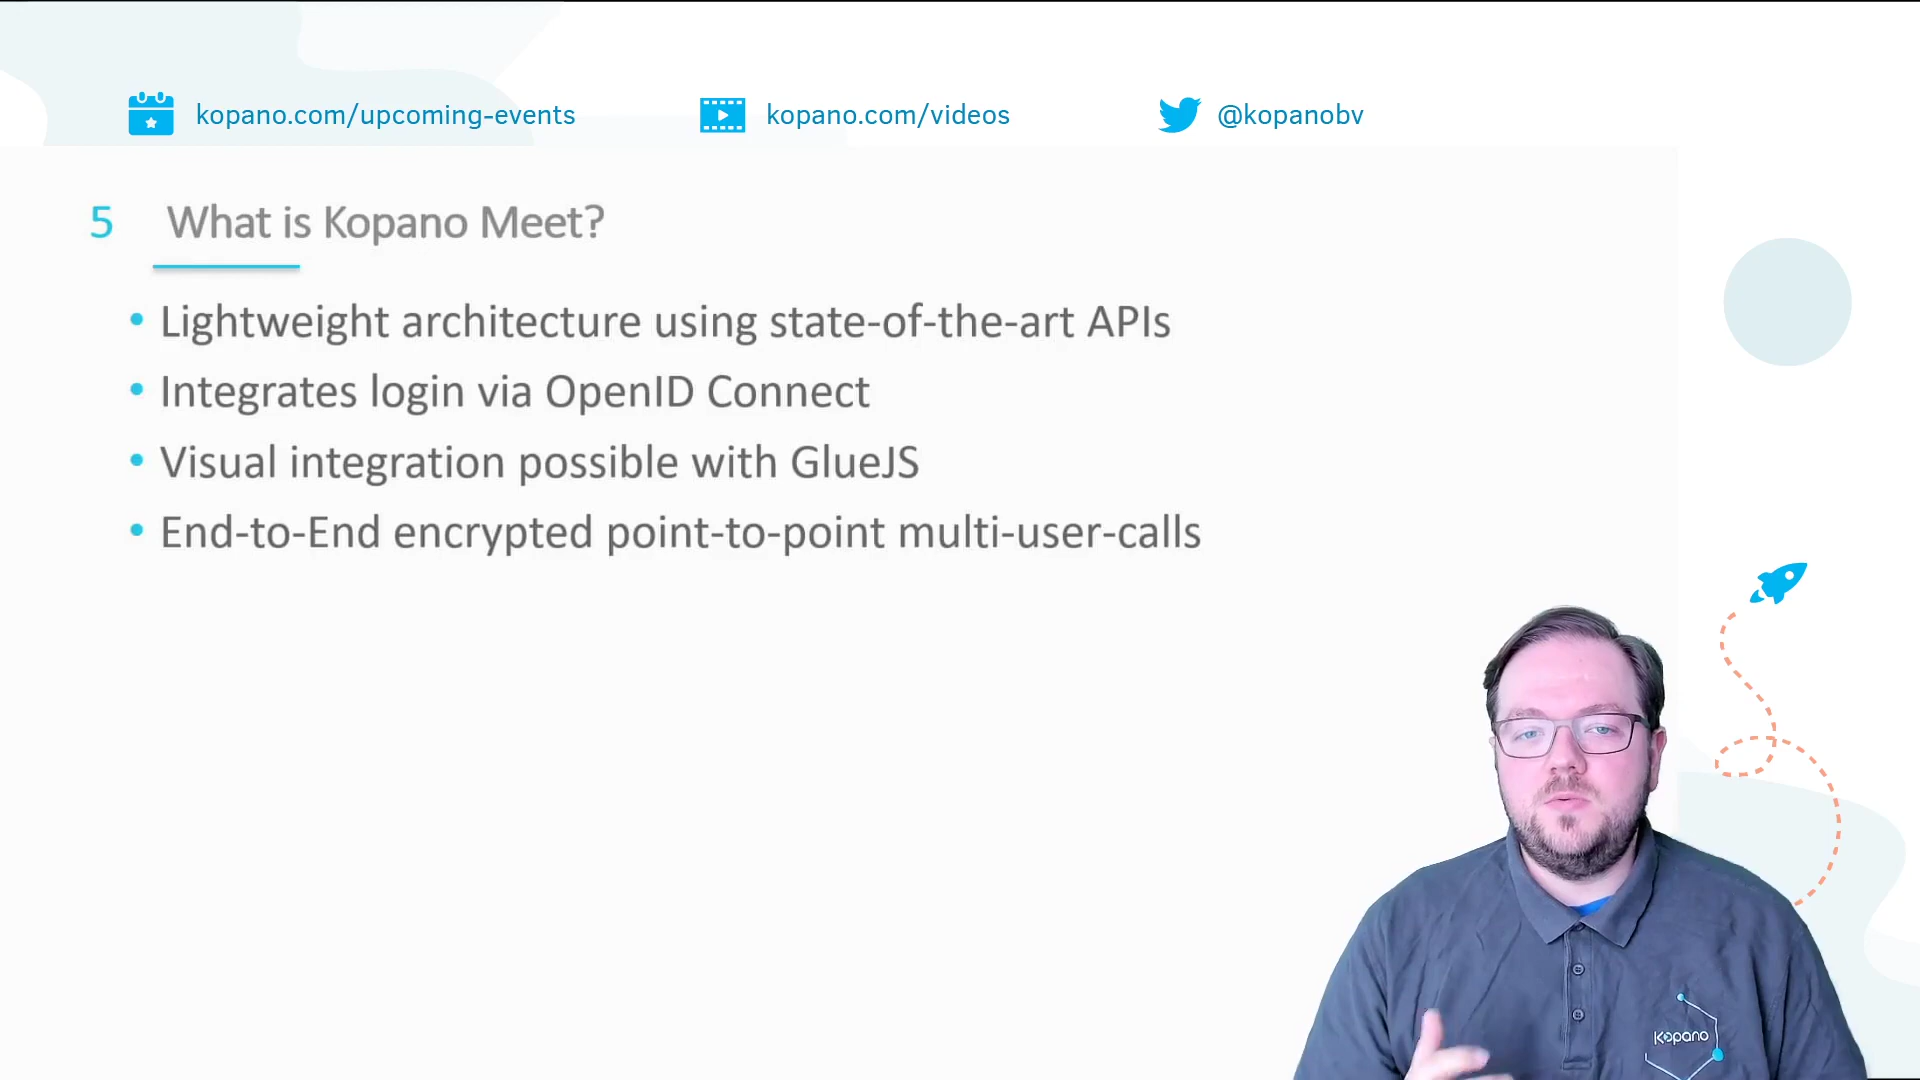 kopano.com/upcoming-events
kopano.com/videos
@kopanobv
5 What is Kopano Meet?
• Lightweight architecture using state-of-the-art APIs
• Integrates login via OpenID Connect
• Visual integration possible with GlueJS
• End-to-End encrypted point-to-point multi-user-calls
kopano